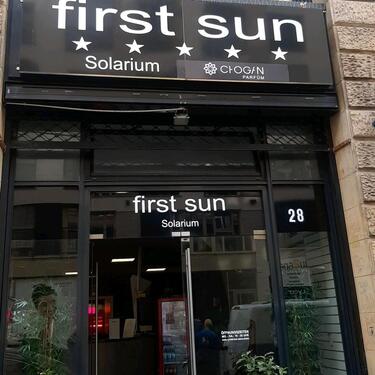 first sun
Solarium
CHOGAN
PARFUM
first sun
Solarium
28
ÖFFNUNGSZEITEN